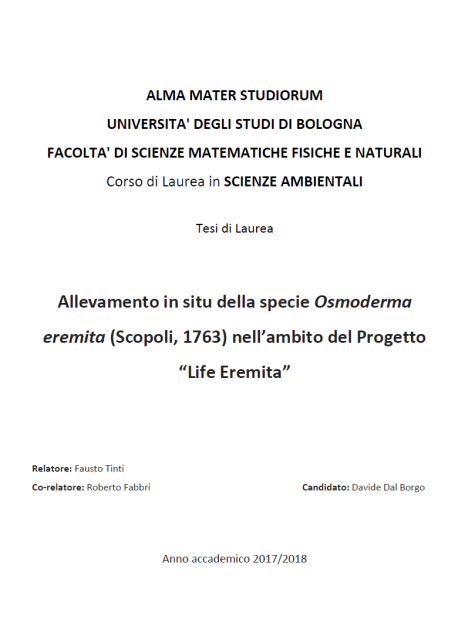 ALMA MATER STUDIORUM
UNIVERSITA' DEGLI STUDI DI BOLOGNA
FACOLTA' DI SCIENZE MATEMATICHE FISICHE E NATURALI
Corso di Laurea in SCIENZE AMBIENTALI
Tesi di Laurea
Allevamento in situ della specie Osmoderma
eremita (Scopoli, 1763) nell’ambito del Progetto
“Life Eremita”
Relatore: Fausto Tinti
Co-relatore: Roberto Fabbri Candidato: Davide Dal Borgo
Anno accademico 2017/2018